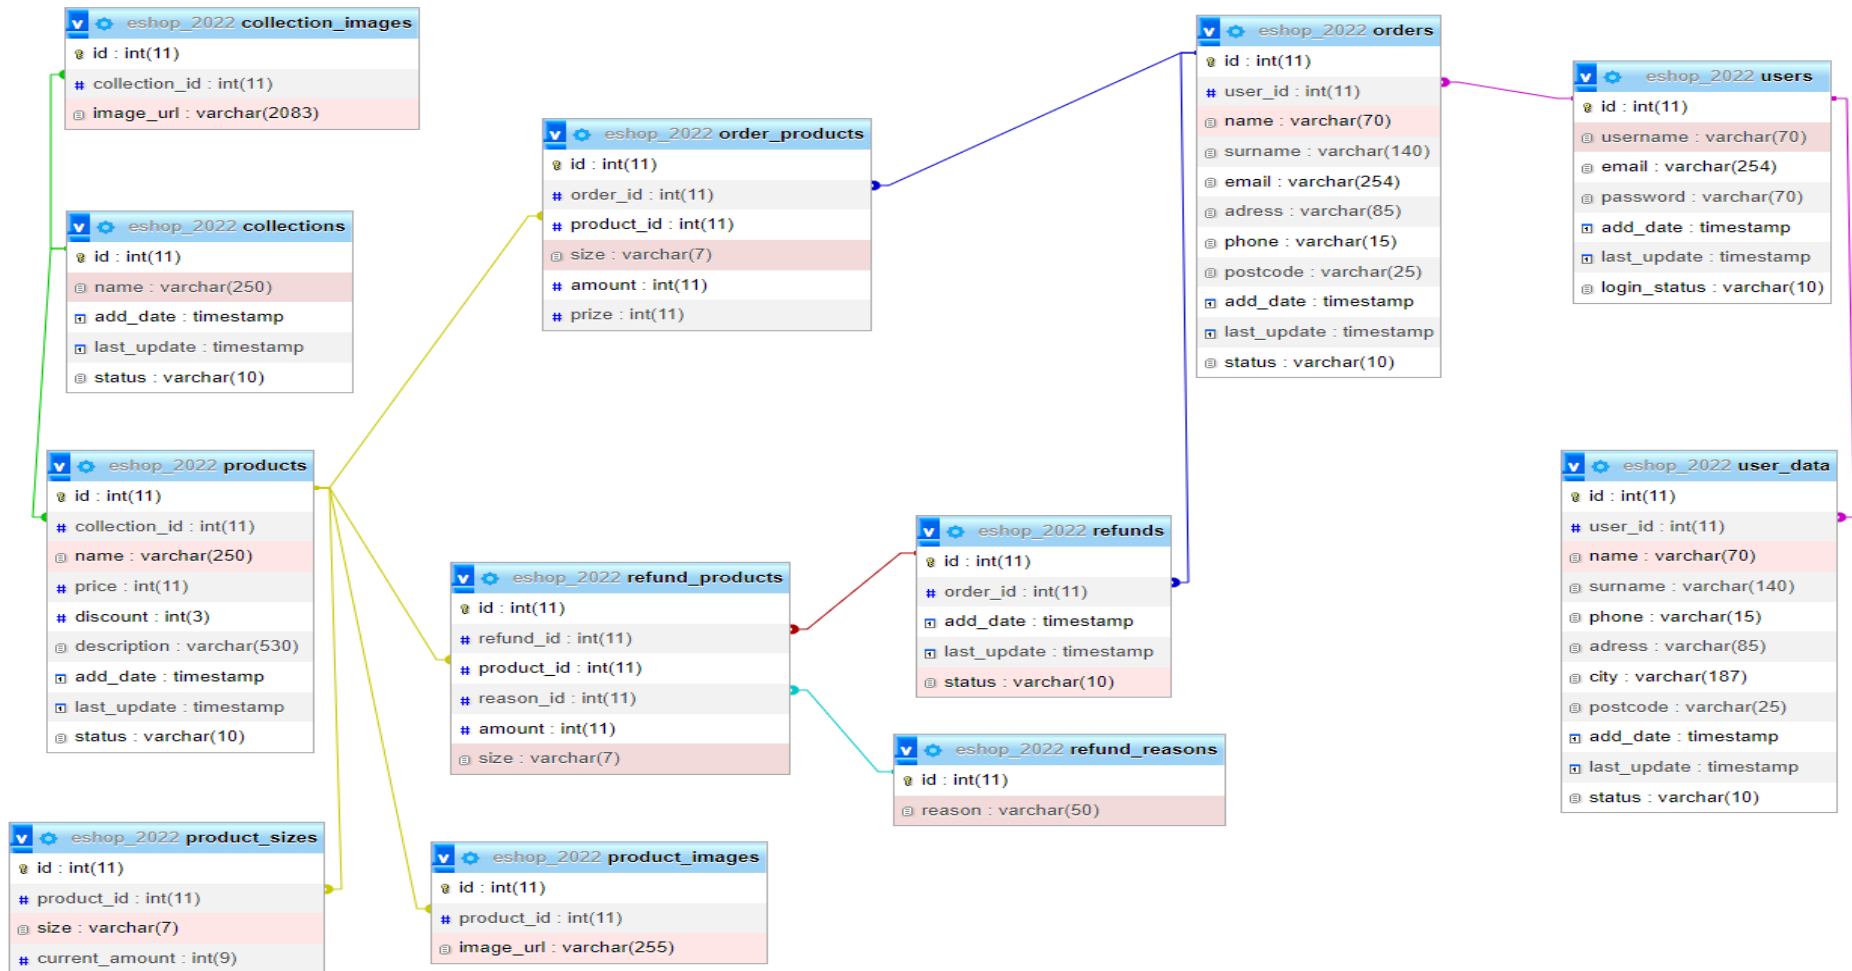 eshop_2022 collection_images
id : int(11)
collection_id : int(11)
image_url : varchar(2083)
eshop_2022 collections
id : int(11)
name : varchar(250)
add_date : timestamp
last_update : timestamp
status : varchar(10)
eshop_2022 products
id : int(11)
collection_id : int(11)
name : varchar(250)
price : int(11)
discount : int(3)
description : varchar(530)
add_date : timestamp
last_update : timestamp
status : varchar(10)
eshop_2022 product_sizes
id : int(11)
product_id : int(11)
size : varchar(7)
current_amount : int(9)
eshop_2022 order_products
id : int(11)
order_id : int(11)
product_id : int(11)
size : varchar(7)
amount : int(11)
prize : int(11)
eshop_2022 refund_products
id : int(11)
refund_id : int(11)
product_id : int(11)
reason_id : int(11)
amount : int(11)
size : varchar(7)
eshop_2022 product_images
id : int(11)
product_id : int(11)
image_url : varchar(255)
eshop_2022 orders
id : int(11)
user_id : int(11)
name : varchar(70)
surname : varchar(140)
email : varchar(254)
adress : varchar(85)
phone : varchar(15)
postcode : varchar(25)
add_date : timestamp
last_update : timestamp
status : varchar(10)
eshop_2022 refunds
id : int(11)
order_id : int(11)
add_date : timestamp
last_update : timestamp
status : varchar(10)
eshop_2022 refund_reasons
id : int(11)
reason : varchar(50)
eshop_2022 users
id : int(11)
username : varchar(70)
email : varchar(254)
password : varchar(70)
add_date : timestamp
last_update : timestamp
login_status : varchar(10)
eshop_2022 user_data
id : int(11)
user_id : int(11)
name : varchar(70)
surname : varchar(140)
phone : varchar(15)
adress : varchar(85)
city : varchar(187)
postcode : varchar(25)
add_date : timestamp
last_update : timestamp
status : varchar(10)